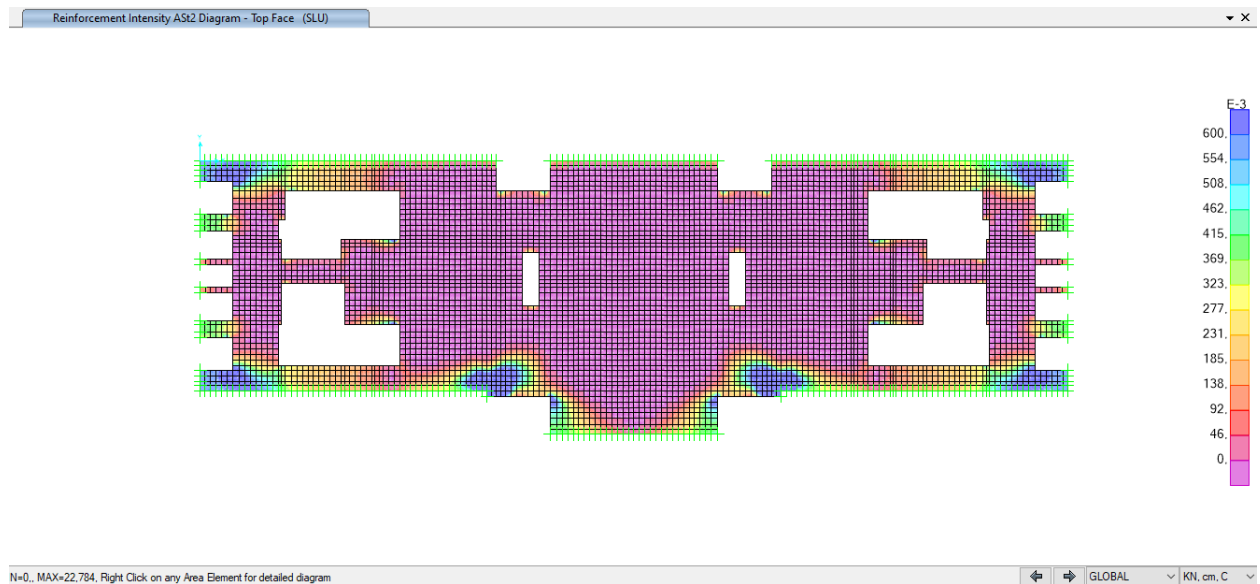 Reinforcement Intensity ASt2 Diagram - Top Face (SLU)
E-3
600,
554,
508,
462,
415,
369,
323,
277,
231,
185,
138,
92,
46,
0,
N=0,, MAX=22,784, Right Click on any Area Element for detailed diagram
GLOBAL
KN, cm, C